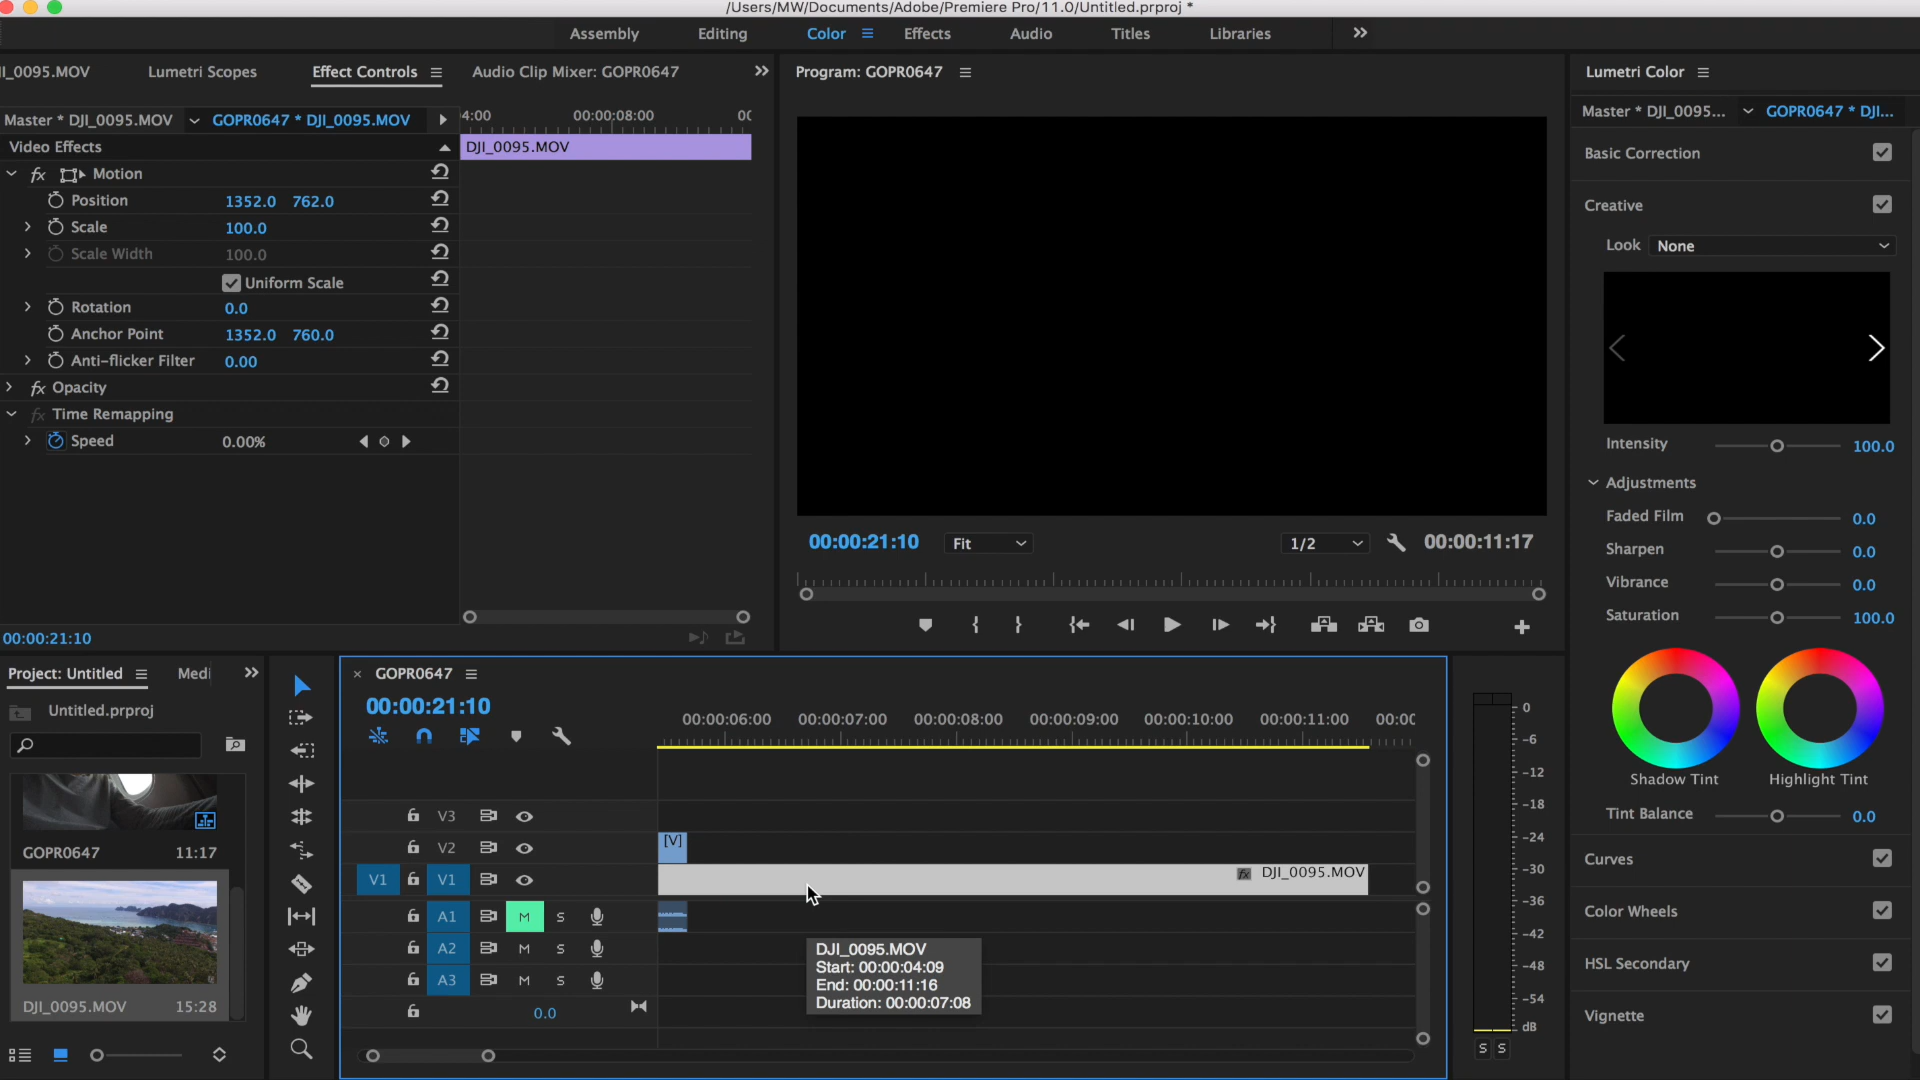 /Users/MW/Documents/Adobe/Premiere Pro/11.0/Untitled.prproj *
Assembly Editing Color Effects Audio Titles Libraries
I_0095.MOV Lumetri Scopes Effect Controls Audio Clip Mixer: GOPR0647
Program: GOPR0647
Lumetri Color
Master * DJI_0095.MOV GOPR0647 * DJI_0095.MOV
4:00 00:00:08:00 00
Master * DJI_0095... GOPR0647 * DJI...
Video Effects
DJI_0095.MOV
fx Motion
Position 1352.0 762.0
Scale 100.0
Scale Width 100.0
Uniform Scale
Rotation 0.0
Anchor Point 1352.0 760.0
Anti-flicker Filter 0.00
fx Opacity
fx Time Remapping
Speed 0.00%
00:00:21:10
00:00:21:10 Fit 1/2 00:00:11:17
Basic Correction
Creative
Look None
Intensity 100.0
Adjustments
Faded Film 0.0
Sharpen 0.0
Vibrance 0.0
Saturation 100.0
Shadow Tint Highlight Tint
Tint Balance 0.0
Curves
Color Wheels
HSL Secondary
Vignette
Project: Untitled Medi
Untitled.prproj
GOPR0647 11:17
DJI_0095.MOV 15:28
GOPR0647
00:00:21:10
00:00:06:00 00:00:07:00 00:00:08:00 00:00:09:00 00:00:10:00 00:00:11:00 00:00
V3
V2 [V]
V1 V1 fx DJI_0095.MOV
A1 M S
A2 M S
A3 M S
0.0
DJI_0095.MOV
Start: 00:00:04:09
End: 00:00:11:16
Duration: 00:00:07:08
0
-6
-12
-18
-24
-30
-36
-42
-48
-54
dB
S S